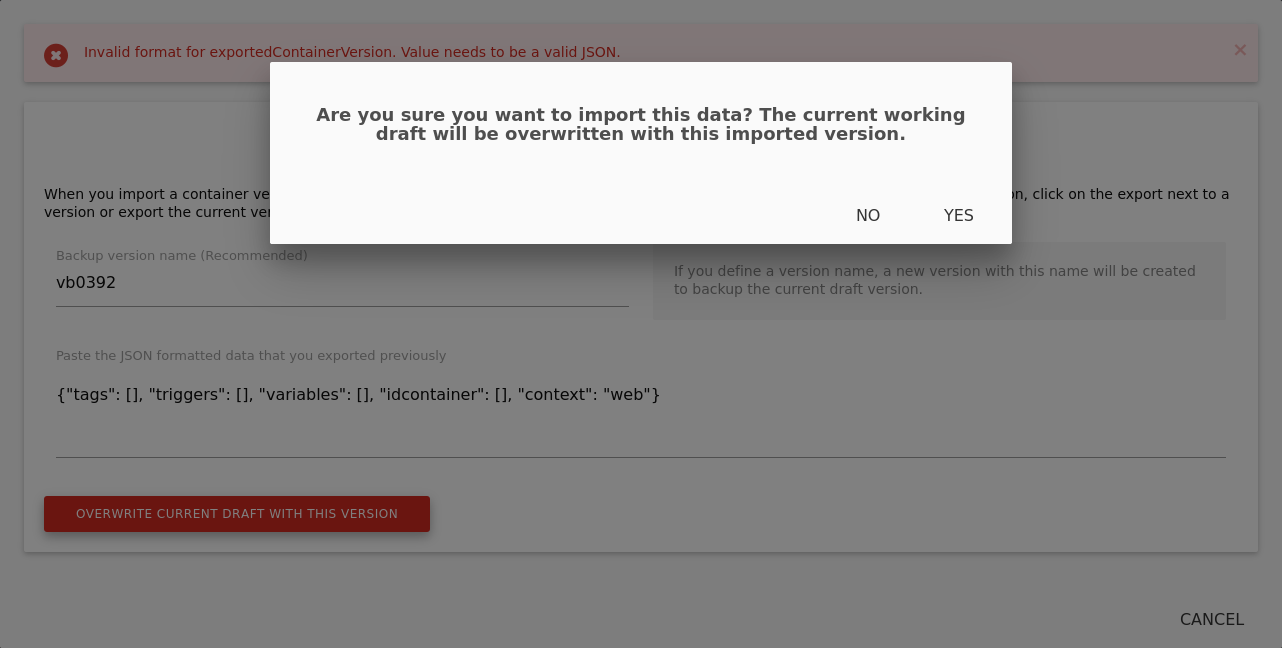 Invalid format for exportedContainerVersion. Value needs to be a valid JSON.
Are you sure you want to import this data? The current working
draft will be overwritten with this imported version.
When you import a container ve
on, click on the export next to a
version or export the current ver
NO
YES
Backup version name (Recommended)
vb0392
If you define a version name, a new version with this name will be created
to backup the current draft version.
Paste the JSON formatted data that you exported previously
{"tags": [], "triggers": [], "variables": [], "idcontainer": [], "context": "web"}
OVERWRITE CURRENT DRAFT WITH THIS VERSION
CANCEL